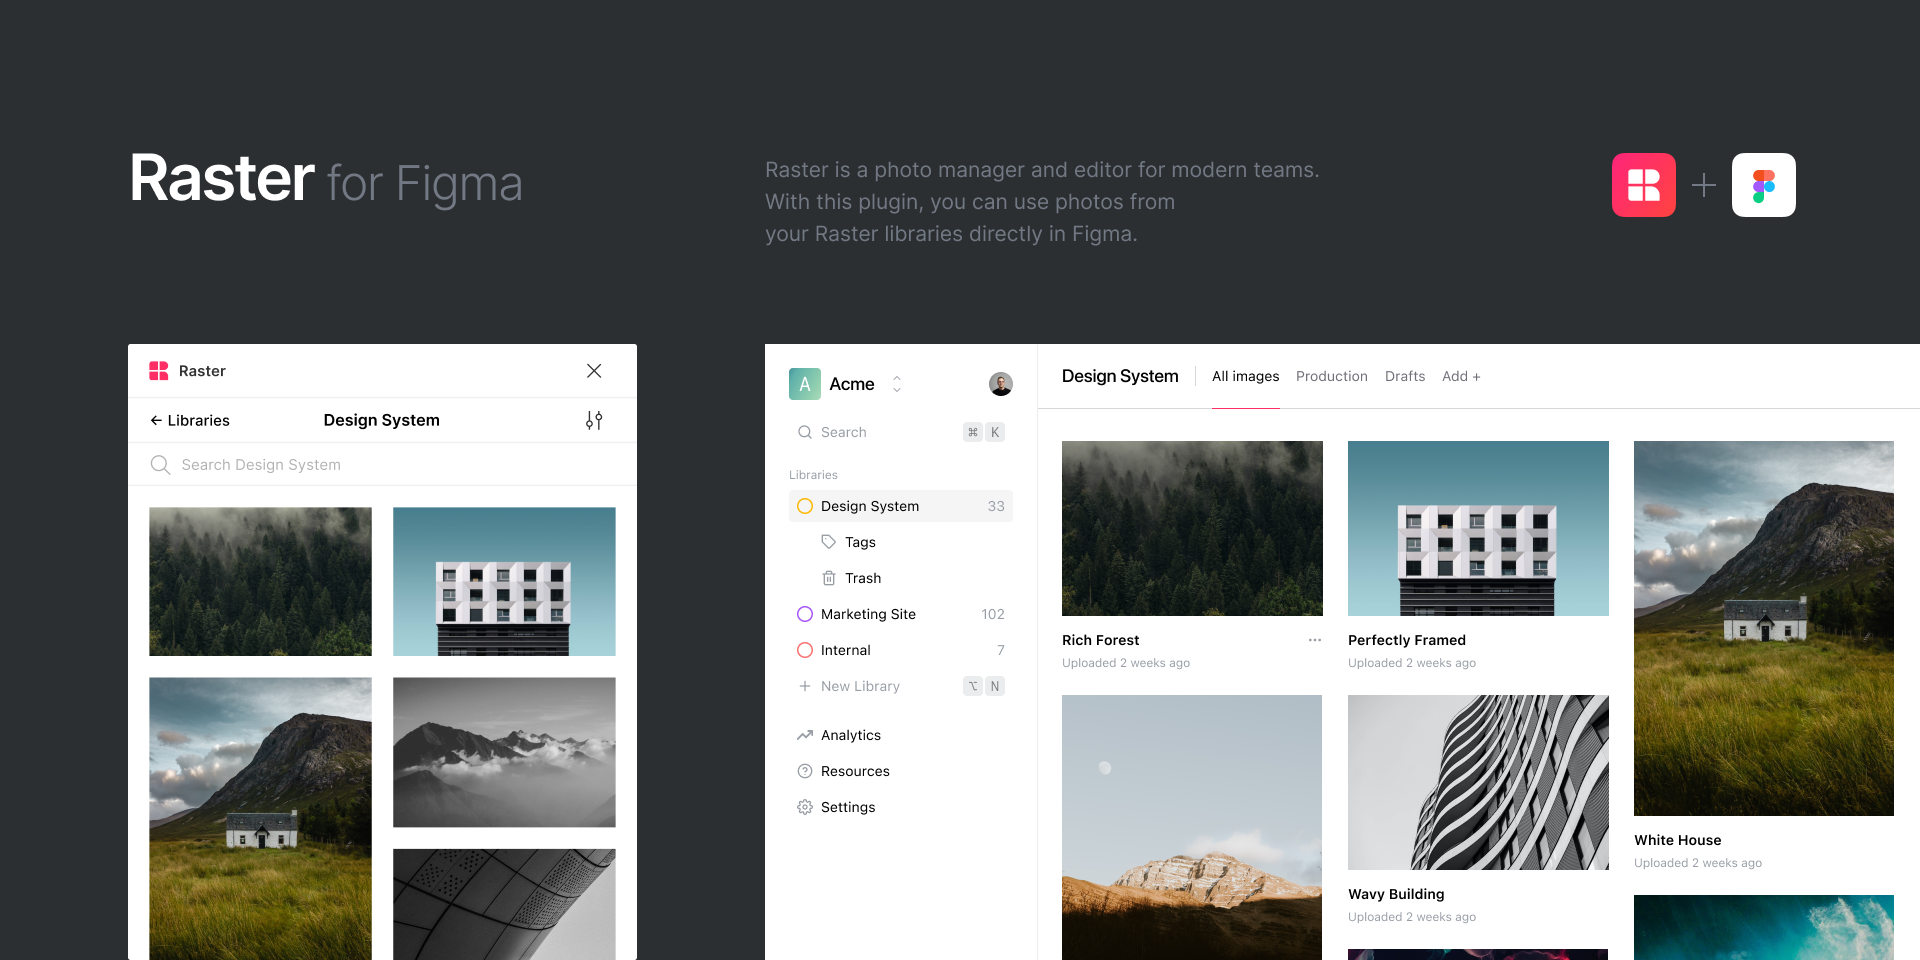 Raster for Figma
Raster is a photo manager and editor for modern teams.
With this plugin, you can use photos from
your Raster libraries directly in Figma.
Raster
← Libraries
Design System
Search Design System
A
Acme
Search
⌘ K
Libraries
Design System 33
Tags
Trash
Marketing Site 102
Internal 7
New Library
⌥ N
Analytics
Resources
Settings
Design System
All images
Production
Drafts
Add +
Rich Forest
Uploaded 2 weeks ago
Perfectly Framed
Uploaded 2 weeks ago
White House
Uploaded 2 weeks ago
Wavy Building
Uploaded 2 weeks ago